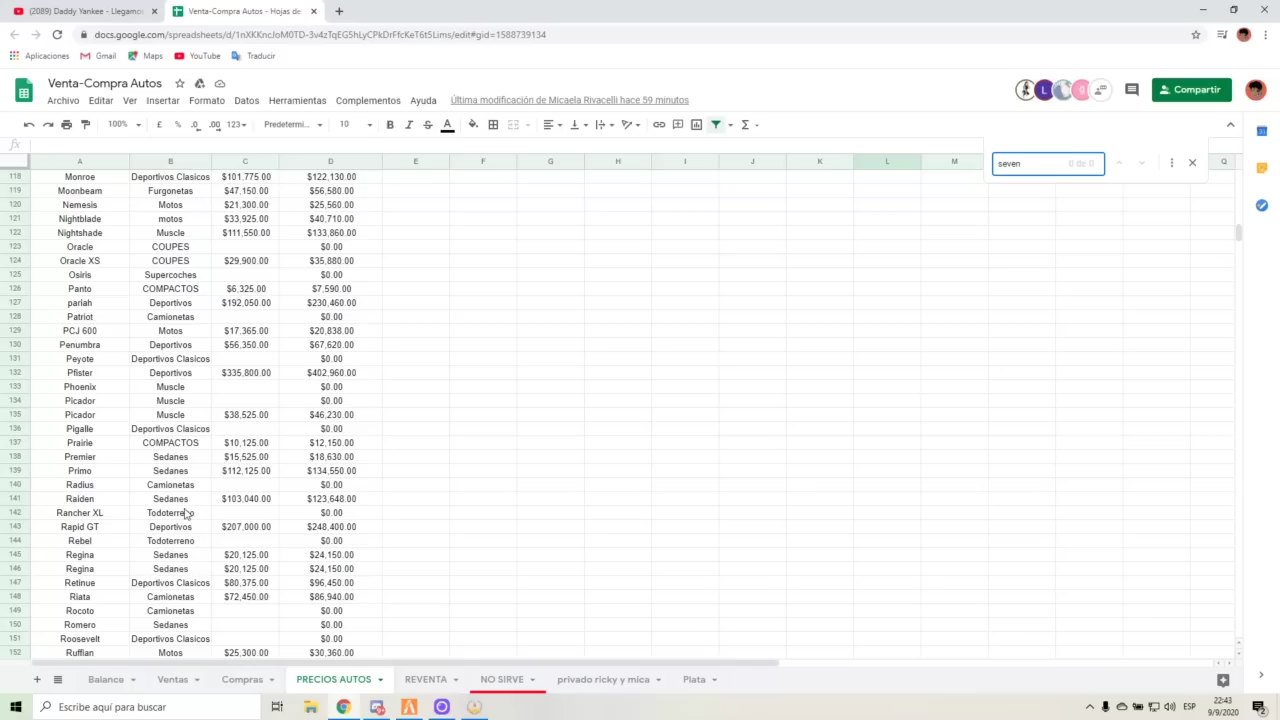 (2089) Daddy Yankee - Llegamos
Venta-Compra Autos - Hojas de
docs.google.com/spreadsheets/d/1nXKKncJoM0TD-3v4zTqEG5hLyCPkDrFfcKeT6t5Lims/edit#gid=1588739134
Aplicaciones Gmail Maps YouTube Traducir
Venta-Compra Autos
Archivo Editar Ver Insertar Formato Datos Herramientas Complementos Ayuda Última modificación de Micaela Rivacelli hace 59 minutos
Compartir
100% £ % .0 .00 123 Predetermi... 10 B I S A Σ
fx
seven 0 de 0
A B C D E F G H I J K L M Q
118 Monroe Deportivos Clasicos $101,775.00 $122,130.00
119 Moonbeam Furgonetas $47,150.00 $56,580.00
120 Nemesis Motos $21,300.00 $25,560.00
121 Nightblade motos $33,925.00 $40,710.00
122 Nightshade Muscle $111,550.00 $133,860.00
123 Oracle COUPES $0.00
124 Oracle XS COUPES $29,900.00 $35,880.00
125 Osiris Supercoches $0.00
126 Panto COMPACTOS $6,325.00 $7,590.00
127 pariah Deportivos $192,050.00 $230,460.00
128 Patriot Camionetas $0.00
129 PCJ 600 Motos $17,365.00 $20,838.00
130 Penumbra Deportivos $56,350.00 $67,620.00
131 Peyote Deportivos Clasicos $0.00
132 Pfister Deportivos $335,800.00 $402,960.00
133 Phoenix Muscle $0.00
134 Picador Muscle $0.00
135 Picador Muscle $38,525.00 $46,230.00
136 Pigalle Deportivos Clasicos $0.00
137 Prairie COMPACTOS $10,125.00 $12,150.00
138 Premier Sedanes $15,525.00 $18,630.00
139 Primo Sedanes $112,125.00 $134,550.00
140 Radius Camionetas $0.00
141 Raiden Sedanes $103,040.00 $123,648.00
142 Rancher XL Todoterreno $0.00
143 Rapid GT Deportivos $207,000.00 $248,400.00
144 Rebel Todoterreno $0.00
145 Regina Sedanes $20,125.00 $24,150.00
146 Regina Sedanes $20,125.00 $24,150.00
147 Retinue Deportivos Clasicos $80,375.00 $96,450.00
148 Riata Camionetas $72,450.00 $86,940.00
149 Rocoto Camionetas $0.00
150 Romero Sedanes $0.00
151 Roosevelt Deportivos Clasicos $0.00
152 Ruffian Motos $25,300.00 $30,360.00
Balance Ventas Compras PRECIOS AUTOS REVENTA NO SIRVE privado ricky y mica Plata
Escribe aquí para buscar
ESP
22:43
9/9/2020
2